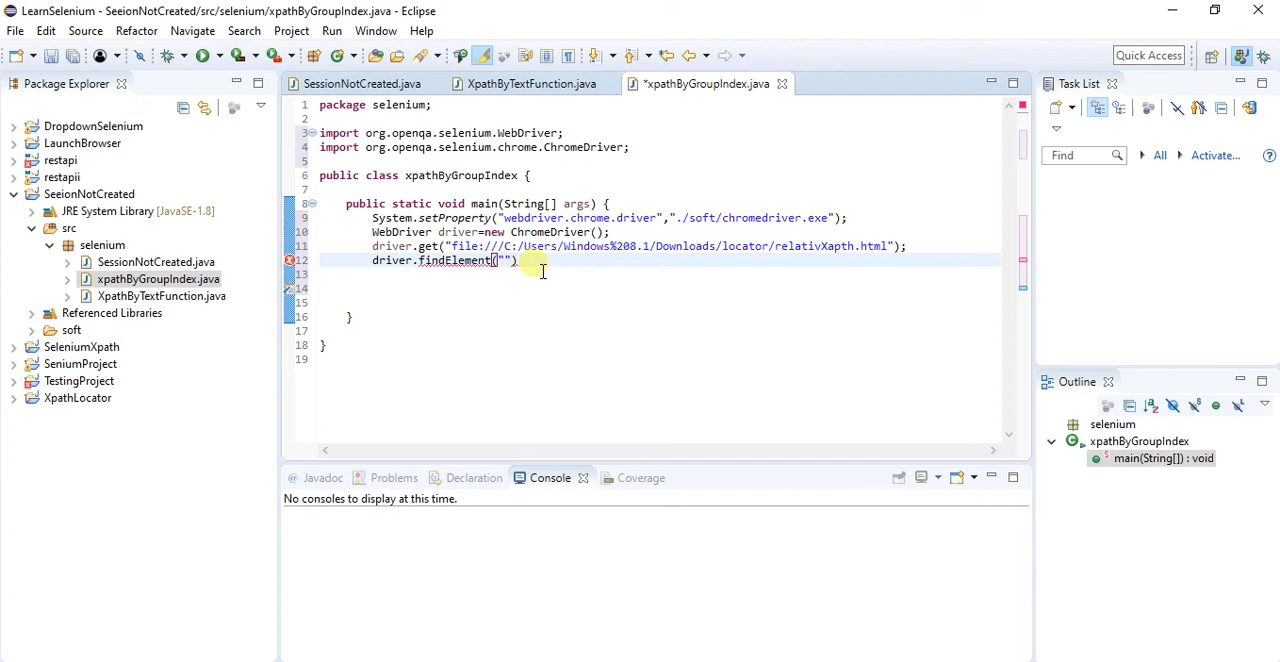 LearnSelenium - SeeionNotCreated/src/selenium/xpathByGroupIndex.java - Eclipse
File Edit Source Refactor Navigate Search Project Run Window Help
Quick Access
Package Explorer
DropdownSelenium
LaunchBrowser
restapi
restapii
SeeionNotCreated
JRE System Library [JavaSE-1.8]
src
selenium
SessionNotCreated.java
xpathByGroupIndex.java
XpathByTextFunction.java
Referenced Libraries
soft
SeleniumXpath
SeniumProject
TestingProject
XpathLocator
SessionNotCreated.java XpathByTextFunction.java *xpathByGroupIndex.java
1 package selenium;
2
3 import org.openqa.selenium.WebDriver;
4 import org.openqa.selenium.chrome.ChromeDriver;
5
6 public class xpathByGroupIndex {
7
8 public static void main(String[] args) {
9 System.setProperty("webdriver.chrome.driver","./soft/chromedriver.exe");
10 WebDriver driver=new ChromeDriver();
11 driver.get("file:///C:/Users/Windows%208.1/Downloads/locator/relativXapth.html");
12 driver.findElement("")
13
14
15
16 }
17
18 }
19
Javadoc Problems Declaration Console Coverage
No consoles to display at this time.
Task List
Find All Activate...
Outline
selenium
xpathByGroupIndex
main(String[]) : void